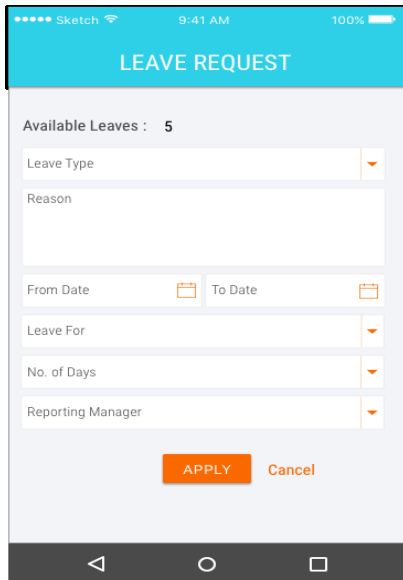 Sketch 9:41 AM 100%
LEAVE REQUEST
Available Leaves : 5
Leave Type
Reason
From Date To Date
Leave For
No. of Days
Reporting Manager
APPLY Cancel